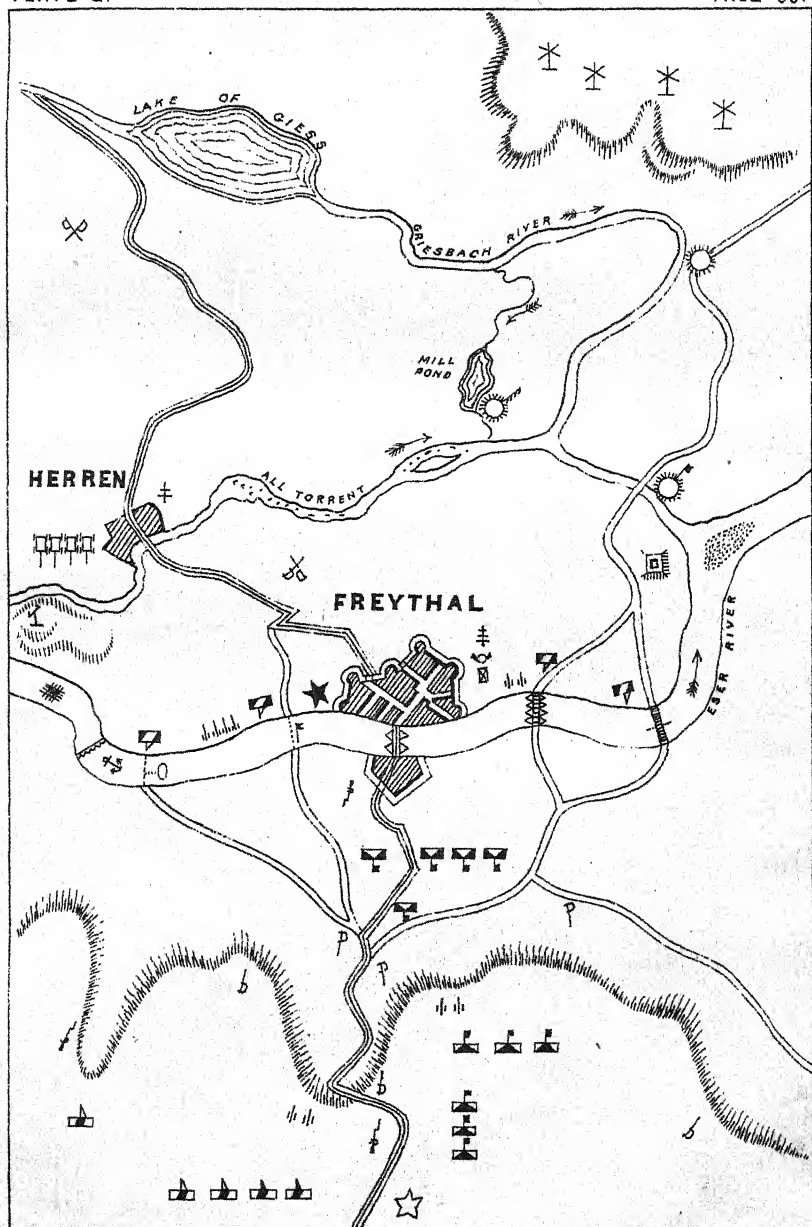 LAKE OF GIESS
GRIESBACH RIVER
MILL
POND
HERREN
ALL TORRENT
FREYTHAL
ESER RIVER